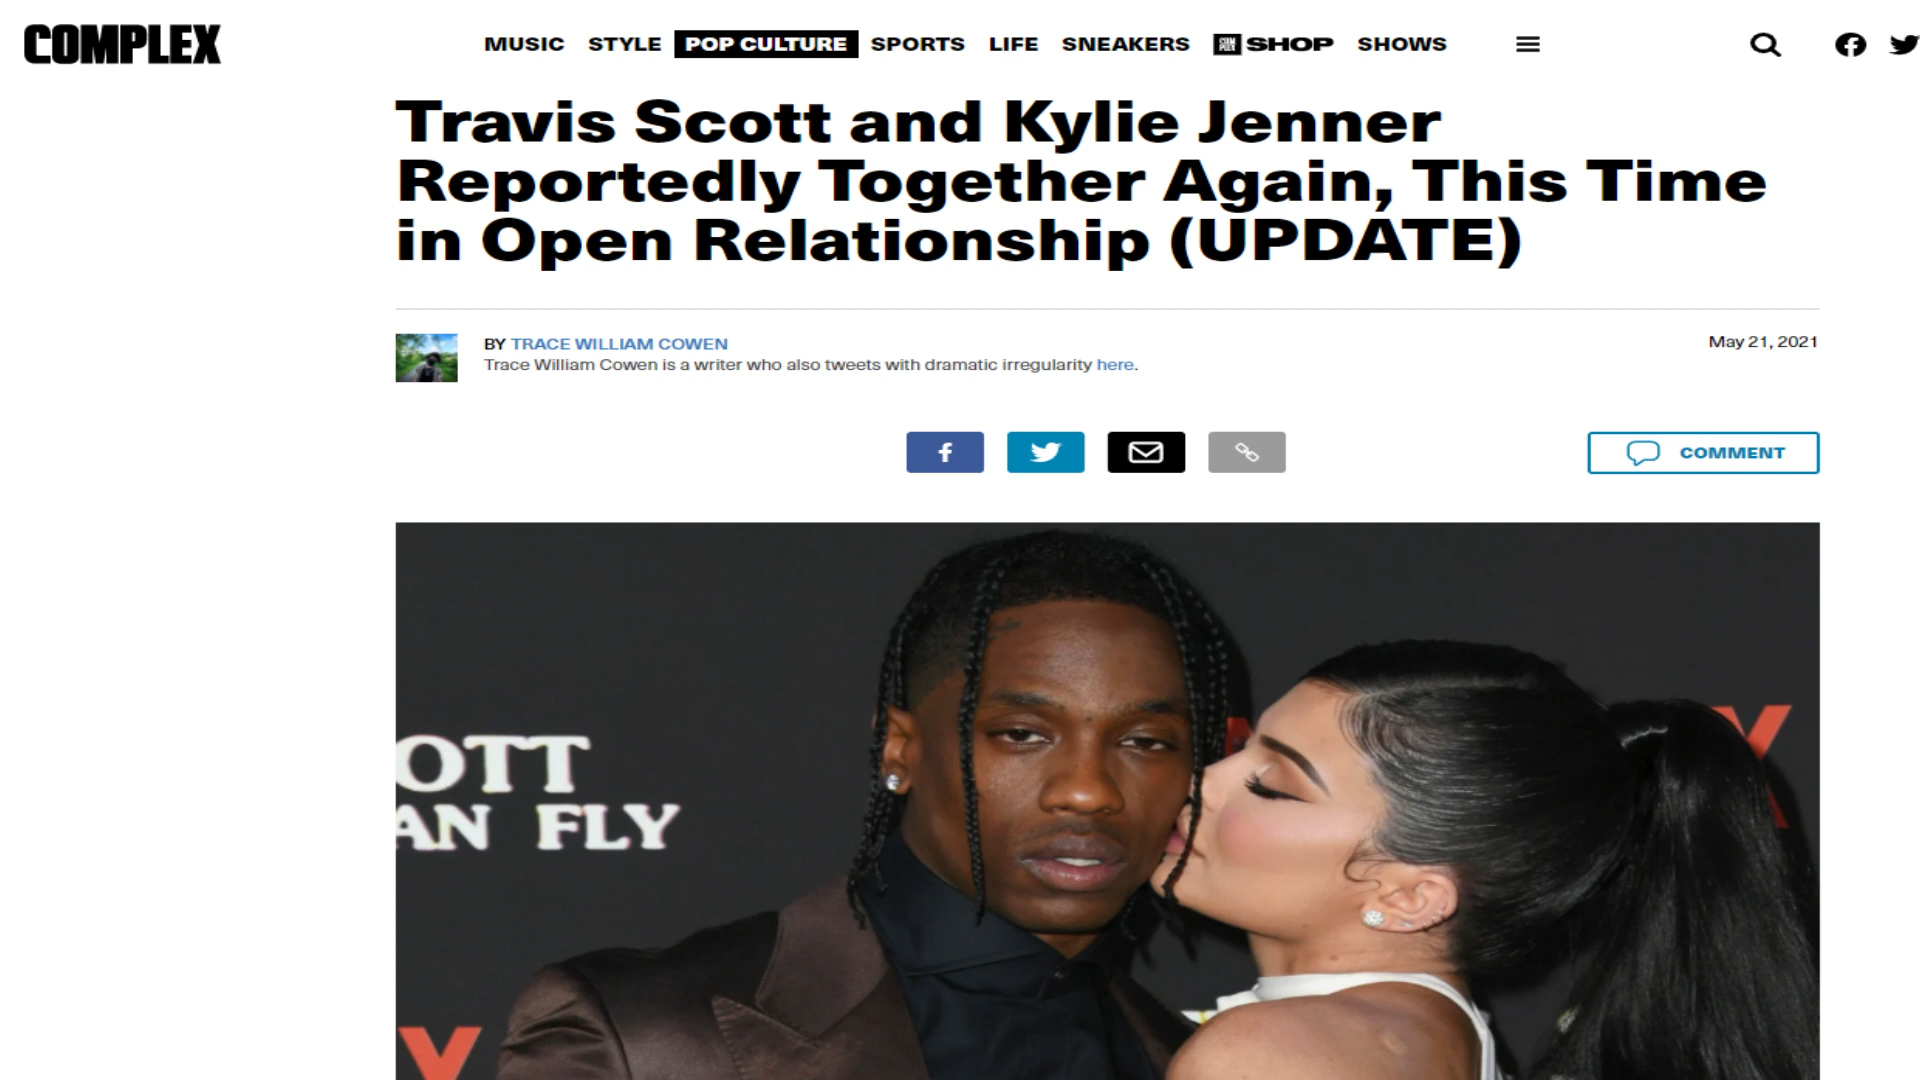 COMPLEX
MUSIC STYLE POP CULTURE SPORTS LIFE SNEAKERS COMPLEX SHOP SHOWS
Travis Scott and Kylie Jenner
Reportedly Together Again, This Time
in Open Relationship (UPDATE)
BY TRACE WILLIAM COWEN
May 21, 2021
Trace William Cowen is a writer who also tweets with dramatic irregularity here.
COMMENT
OTT
AN FLY